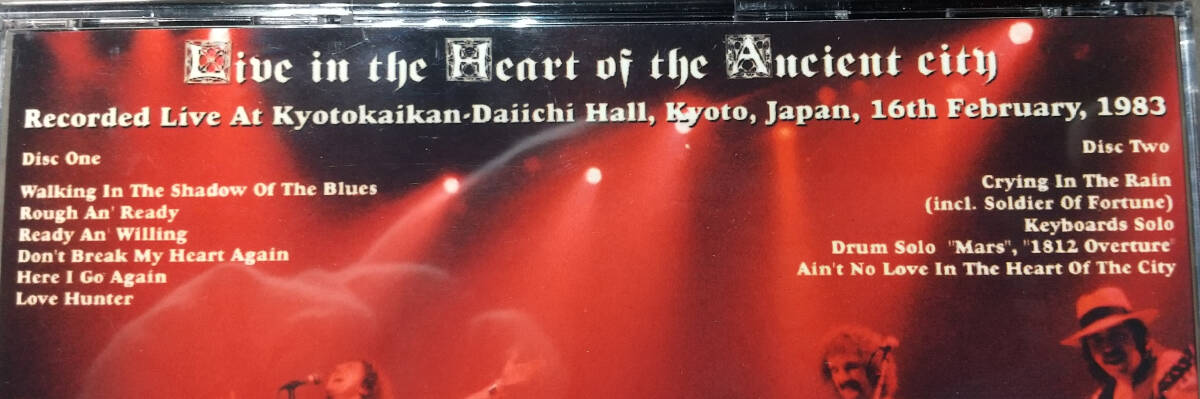 Live in the Heart of the Ancient city
Recorded Live At Kyotokaikan-Daiichi Hall, Kyoto, Japan, 16th February, 1983
Disc One
Walking In The Shadow Of The Blues
Rough An' Ready
Ready An' Willing
Don't Break My Heart Again
Here I Go Again
Love Hunter
Disc Two
Crying In The Rain
(incl. Soldier Of Fortune)
Keyboards Solo
Drum Solo "Mars", "1812 Overture"
Ain't No Love In The Heart Of The City